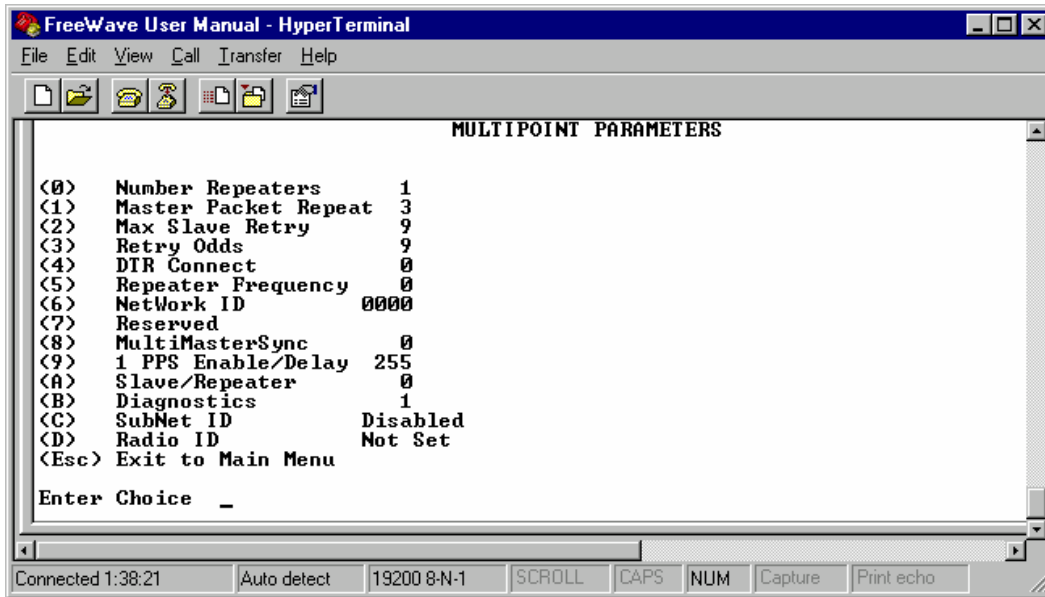 FreeWave User Manual - HyperTerminal
File Edit View Call Transfer Help
MULTIPOINT PARAMETERS
(0) Number Repeaters 1
(1) Master Packet Repeat 3
(2) Max Slave Retry 9
(3) Retry Odds 9
(4) DTR Connect 0
(5) Repeater Frequency 0
(6) NetWork ID 0000
(7) Reserved
(8) MultiMasterSync 0
(9) 1 PPS Enable/Delay 255
(A) Slave/Repeater 0
(B) Diagnostics 1
(C) SubNet ID Disabled
(D) Radio ID Not Set
(Esc) Exit to Main Menu
Enter Choice _
Connected 1:38:21 Auto detect 19200 8-N-1 SCROLL CAPS NUM Capture Print echo